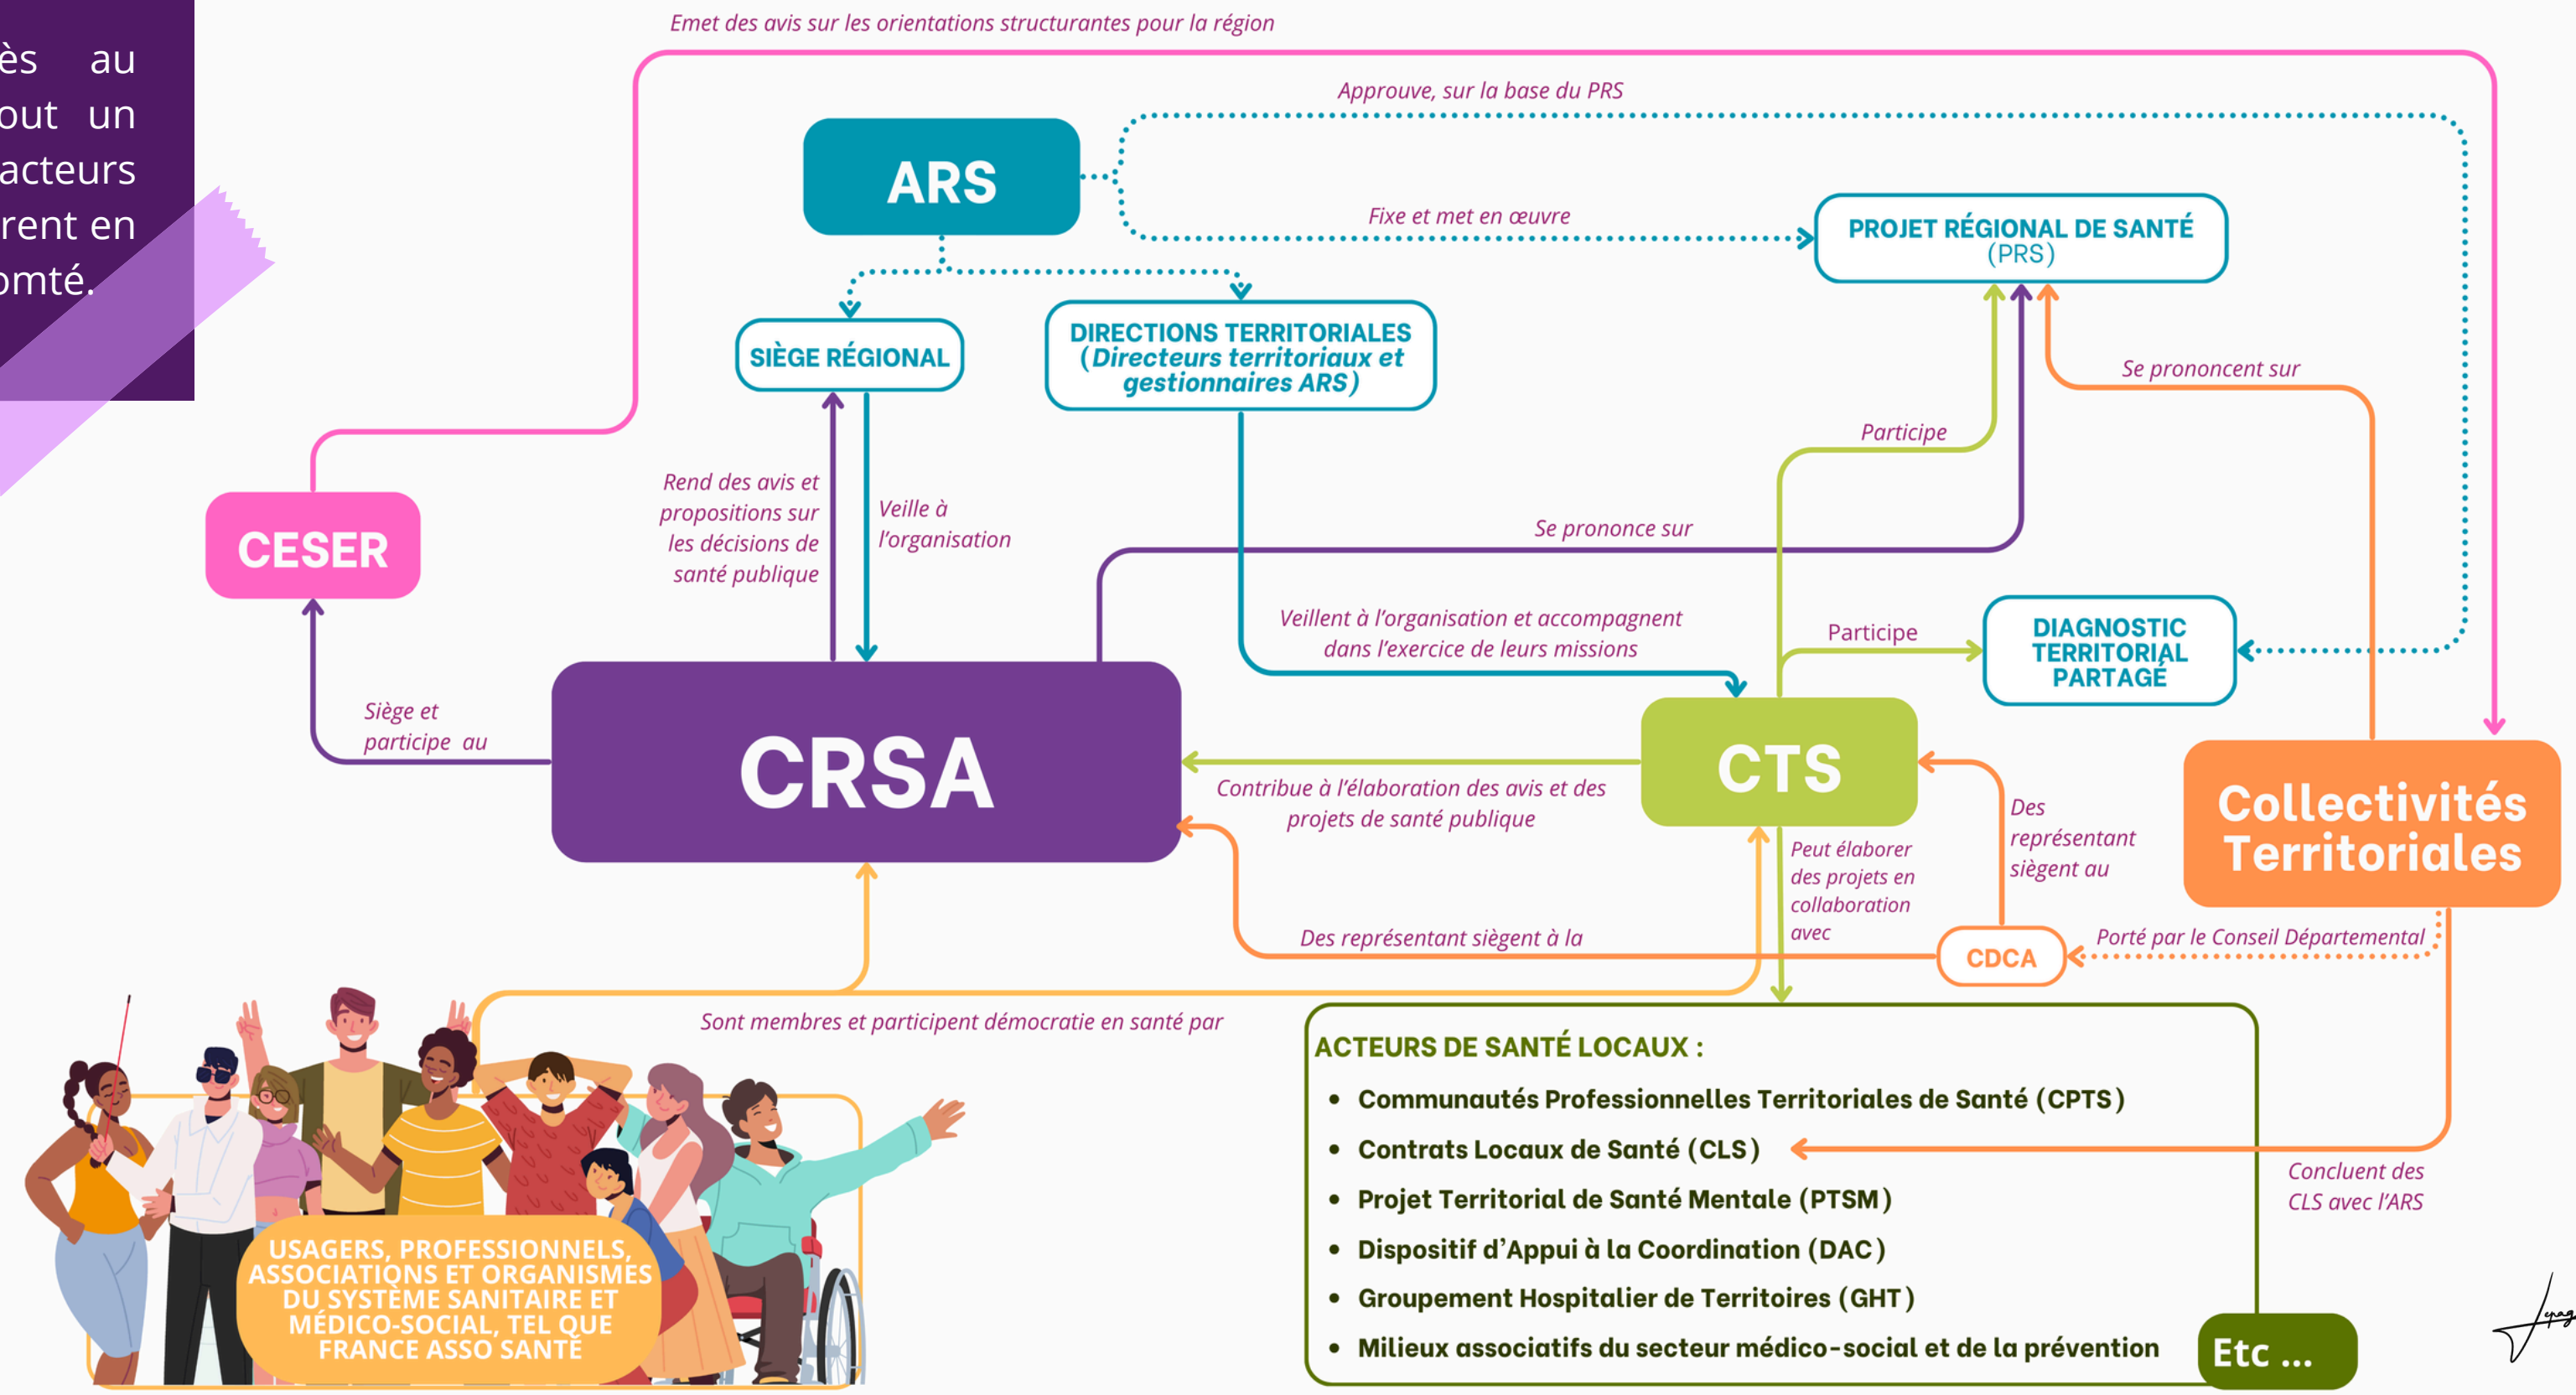 Emet des avis sur les orientations structurantes pour la région
ès au
out un
acteurs
rent en
omté.
Approuve, sur la base du PRS
ARS
Fixe et met en œuvre
PROJET RÉGIONAL DE SANTÉ
(PRS)
SIÈGE RÉGIONAL
DIRECTIONS TERRITORIALES
(Directeurs territoriaux et
gestionnaires ARS)
Se prononcent sur
Participe
Rend des avis et
propositions sur
les décisions de
santé publique
Veille à
l'organisation
Se prononce sur
CESER
Veillent à l'organisation et accompagnent
dans l'exercice de leurs missions
Participe
DIAGNOSTIC
TERRITORIAL
PARTAGÉ
Siège et
participe au
CRSA
CTS
Contribue à l'élaboration des avis et des
projets de santé publique
Des
représentant
siègent au
Collectivités
Territoriales
Peut élaborer
des projets en
collaboration
avec
Des représentant siègent à la
CDCA
Porté par le Conseil Départemental
Sont membres et participent démocratie en santé par
ACTEURS DE SANTÉ LOCAUX :
• Communautés Professionnelles Territoriales de Santé (CPTS)
• Contrats Locaux de Santé (CLS)
• Projet Territorial de Santé Mentale (PTSM)
• Dispositif d'Appui à la Coordination (DAC)
• Groupement Hospitalier de Territoires (GHT)
• Milieux associatifs du secteur médico-social et de la prévention
Concluent des
CLS avec l'ARS
Etc ...
USAGERS, PROFESSIONNELS,
ASSOCIATIONS ET ORGANISMES
DU SYSTÈME SANITAIRE ET
MÉDICO-SOCIAL, TEL QUE
FRANCE ASSO SANTÉ